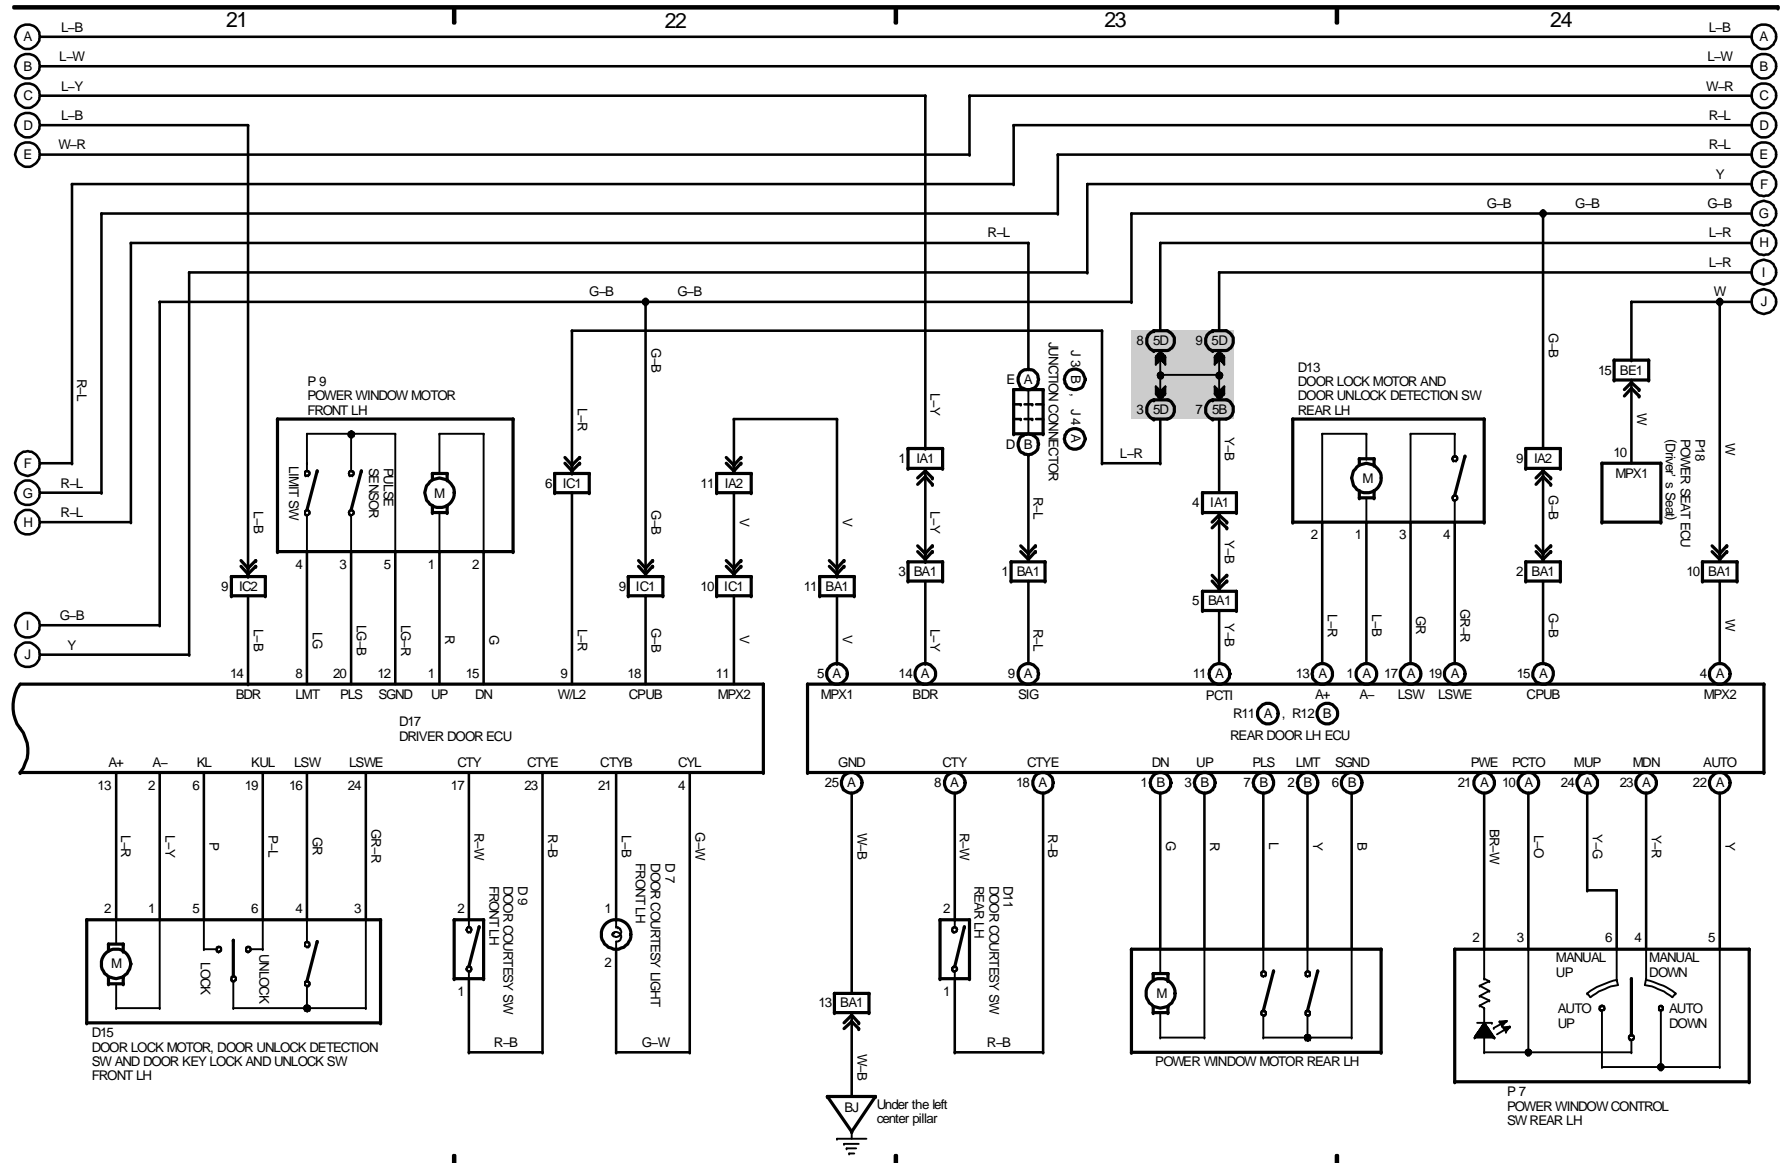 21 22 23 24
A L–B L–B A
B L–W L–W B
C L–Y W–R C
D L–B R–L D
E W–R R–L E
Y F
G–B G–B G–B G
R–L L–R H
L–R I
G–B G–B W J
8 5D 9 5D
3 5D 7 5B
E A
D B
J 3 B , J 4 A
JUNCTION CONNECTOR
R–L
G–B
L–Y
G–B
P 9
POWER WINDOW MOTOR
FRONT LH
LIMIT SW
PULSE
SENSOR
M
4 3 5 1 2
D13
DOOR LOCK MOTOR AND
DOOR UNLOCK DETECTION SW
REAR LH
M
2 1 3 4
15 BE1
W
10
MPX1
P18
POWER SEAT ECU
(Driver' s Seat)
W
F
G R–L
H R–L
L–R
L–R
Y–B
1 IA1
11 IA2
6 IC1
9 IA2
4 IA1
L–B
G–B
V
V
L–Y
R–L
Y–B
G–B
9 IC2
9 IC1
10 IC1
11 BA1
3 BA1
1 BA1
5 BA1
2 BA1
10 BA1
I G–B
J Y
L–B LG LG–B LG–R R G L–R G–B V V L–Y R–L Y–B L–R L–B GR GR–R G–B W
14 8 20 12 1 15 9 18 11
BDR LMT PLS SGND UP DN W/L2 CPUB MPX2
D17
DRIVER DOOR ECU
A+ A– KL KUL LSW LSWE CTY CTYE CTYB CYL
13 2 6 19 16 24 17 23 21 4
5 A 14 A 9 A 11 A 13 A 1 A 17 A 19 A 15 A 4 A
MPX1 BDR SIG PCTI A+ A– LSW LSWE CPUB MPX2
R11 A , R12 B
REAR DOOR LH ECU
GND CTY CTYE DN UP PLS LMT SGND PWE PCTO MUP MDN AUTO
25 A 8 A 18 A 1 B 3 B 7 B 2 B 6 B 21 A 10 A 24 A 23 A 22 A
L–R L–Y P P–L GR GR–R R–W R–B L–B G–W W–B R–W R–B G R L Y B BR–W L–O Y–G Y–R Y
2 1 5 6 4 3
M
LOCK
UNLOCK
D15
DOOR LOCK MOTOR, DOOR UNLOCK DETECTION
SW AND DOOR KEY LOCK AND UNLOCK SW
FRONT LH
2
1
D 9
DOOR COURTESY SW
FRONT LH
R–B
1
2
D 7
DOOR COURTESY LIGHT
FRONT LH
G–W
13 BA1
W–B
BJ
Under the left
center pillar
2
1
D11
DOOR COURTESY SW
REAR LH
R–B
M
POWER WINDOW MOTOR REAR LH
2 3 6 4 5
MANUAL
UP
MANUAL
DOWN
AUTO
UP
AUTO
DOWN
P 7
POWER WINDOW CONTROL
SW REAR LH